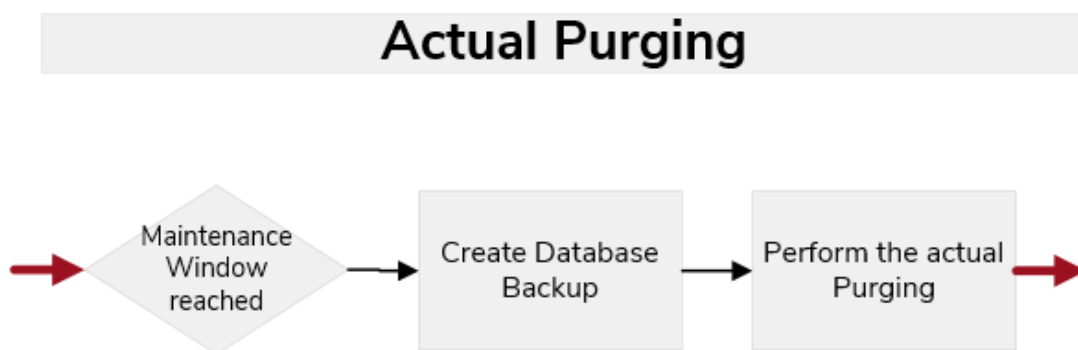 Actual Purging
Maintenance
Window
reached
Create Database
Backup
Perform the actual
Purging